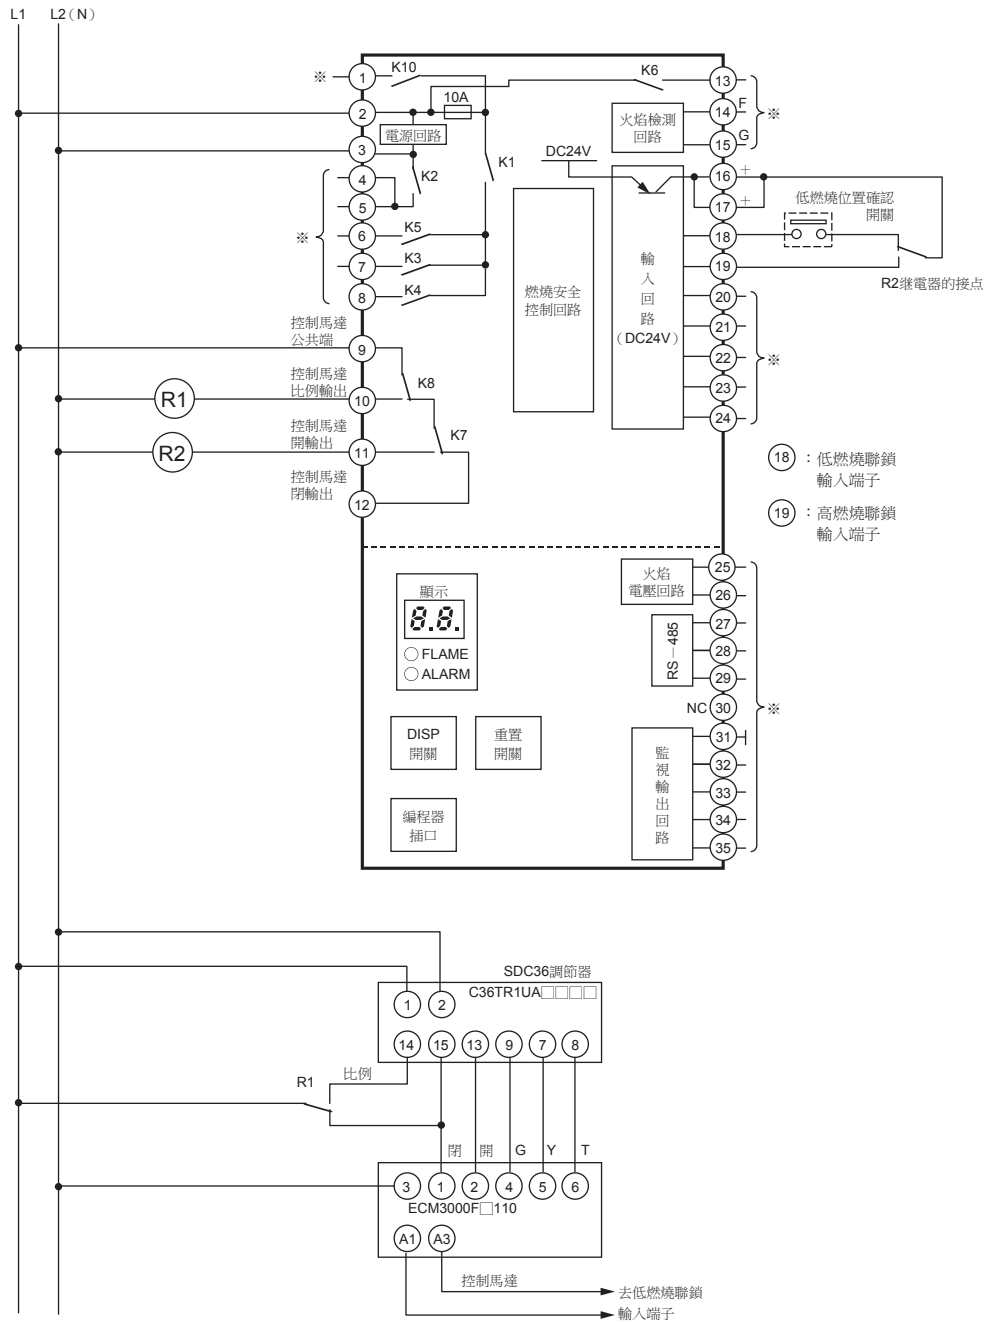 L1
L2（N）
※
1
K10
K6
13
※
2
10A
火焰檢測
回路
14
F
電源回路
15
G
3
K1
DC24V
16
＋
4
K2
17
＋
低燃燒位置確認
開關
5
※
6
K5
18
7
K3
19
R2继電器的接点
8
K4
燃燒安全
控制回路
輸
入
回
路
（DC24V）
20
21
22
※
23
24
控制馬達
公共端
9
控制馬達
比例輸出
K8
R1
10
控制馬達
開輸出
K7
R2
11
控制馬達
閉輸出
12
18
：低燃燒聯鎖
輸入端子
19
：高燃燒聯鎖
輸入端子
顯示
8.8.
FLAME
ALARM
火焰
電壓回路
25
26
RS－485
27
28
29
NC
30
※
DISP
開關
重置
開關
監
視
輸
出
回
路
31
32
33
34
35
編程器
插口
SDC36調節器
C36TR1UA□□□□
1
2
14
15
13
9
7
8
R1
比例
閉
開
G
Y
T
3
1
2
4
5
6
ECM3000F□110
A1
A3
控制馬達
去低燃燒聯鎖
輸入端子